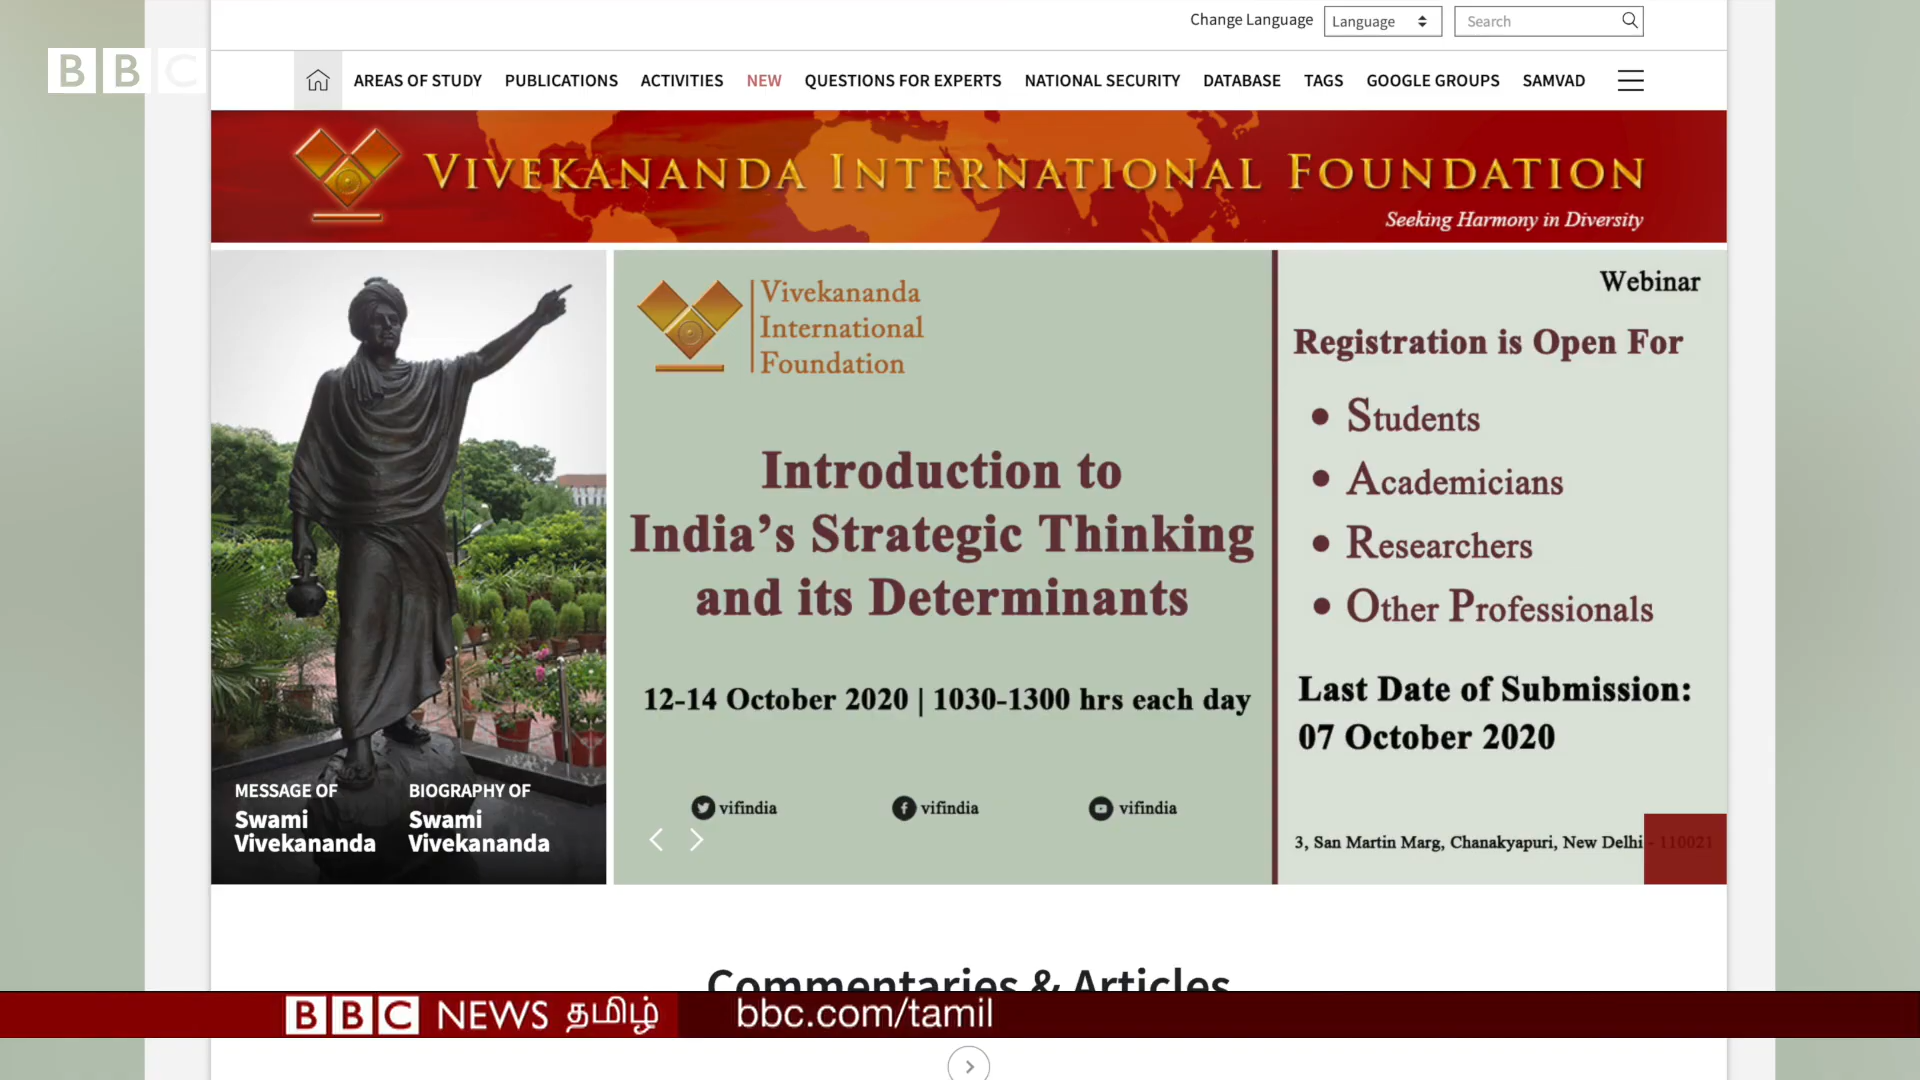 Change Language Language Search
BBC
AREAS OF STUDY PUBLICATIONS ACTIVITIES NEW QUESTIONS FOR EXPERTS NATIONAL SECURITY DATABASE TAGS GOOGLE GROUPS SAMVAD
VIVEKANANDA INTERNATIONAL FOUNDATION
Seeking Harmony in Diversity
MESSAGE OF
Swami
Vivekananda
BIOGRAPHY OF
Swami
Vivekananda
Vivekananda
International
Foundation
Introduction to
India's Strategic Thinking
and its Determinants
12-14 October 2020 | 1030-1300 hrs each day
vifindia vifindia vifindia
Webinar
Registration is Open For
• Students
• Academicians
• Researchers
• Other Professionals
Last Date of Submission:
07 October 2020
3, San Martin Marg, Chanakyapuri, New Delhi - 110021
Commentaries & Articles
BBC NEWS தமிழ் bbc.com/tamil